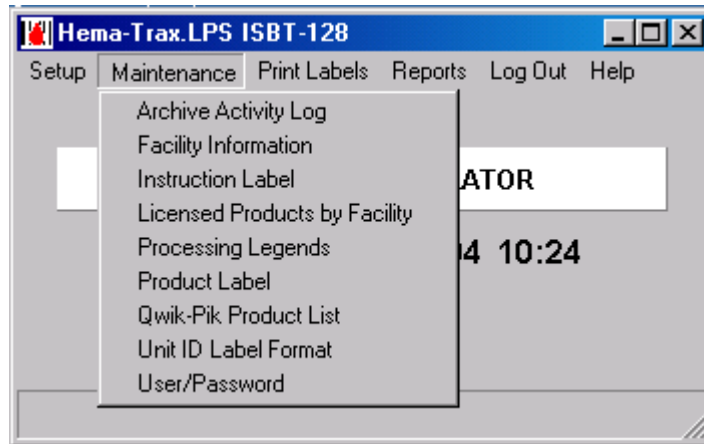 Hema-Trax.LPS ISBT-128
Setup Maintenance Print Labels Reports Log Out Help
Archive Activity Log
Facility Information
Instruction Label
Licensed Products by Facility
Processing Legends
Product Label
Qwik-Pik Product List
Unit ID Label Format
User/Password
10:24